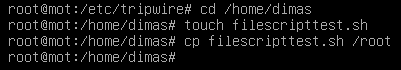 root@mot:/etc/tripwire# cd /home/dimas
root@mot:/home/dimas# touch filescripttest.sh
root@mot:/home/dimas# cp filescripttest.sh /root
root@mot:/home/dimas#